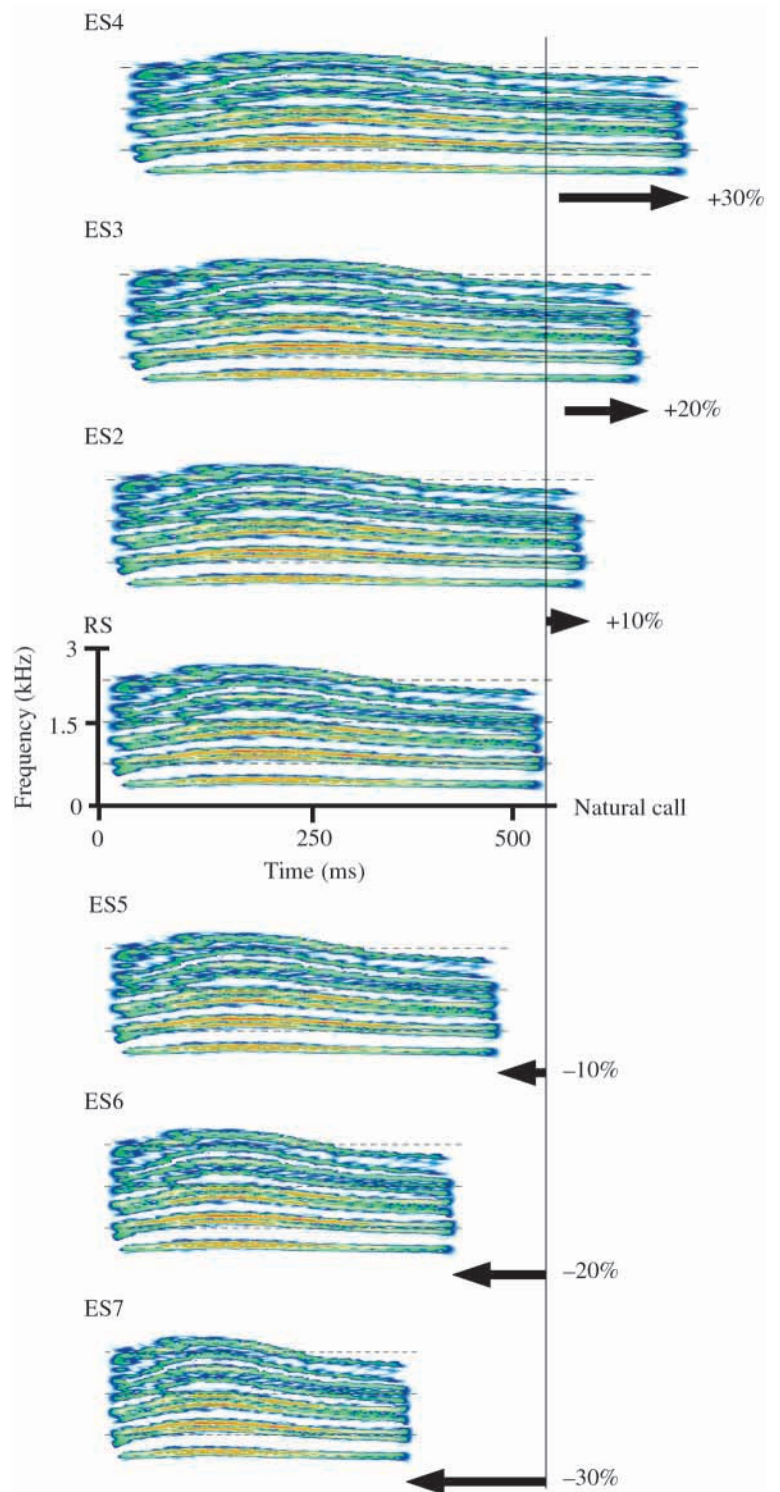 ES4
+30%
ES3
+20%
ES2
+10%
RS
3
1.5
0
Frequency (kHz)
0 250 500
Time (ms)
Natural call
ES5
–10%
ES6
–20%
ES7
–30%